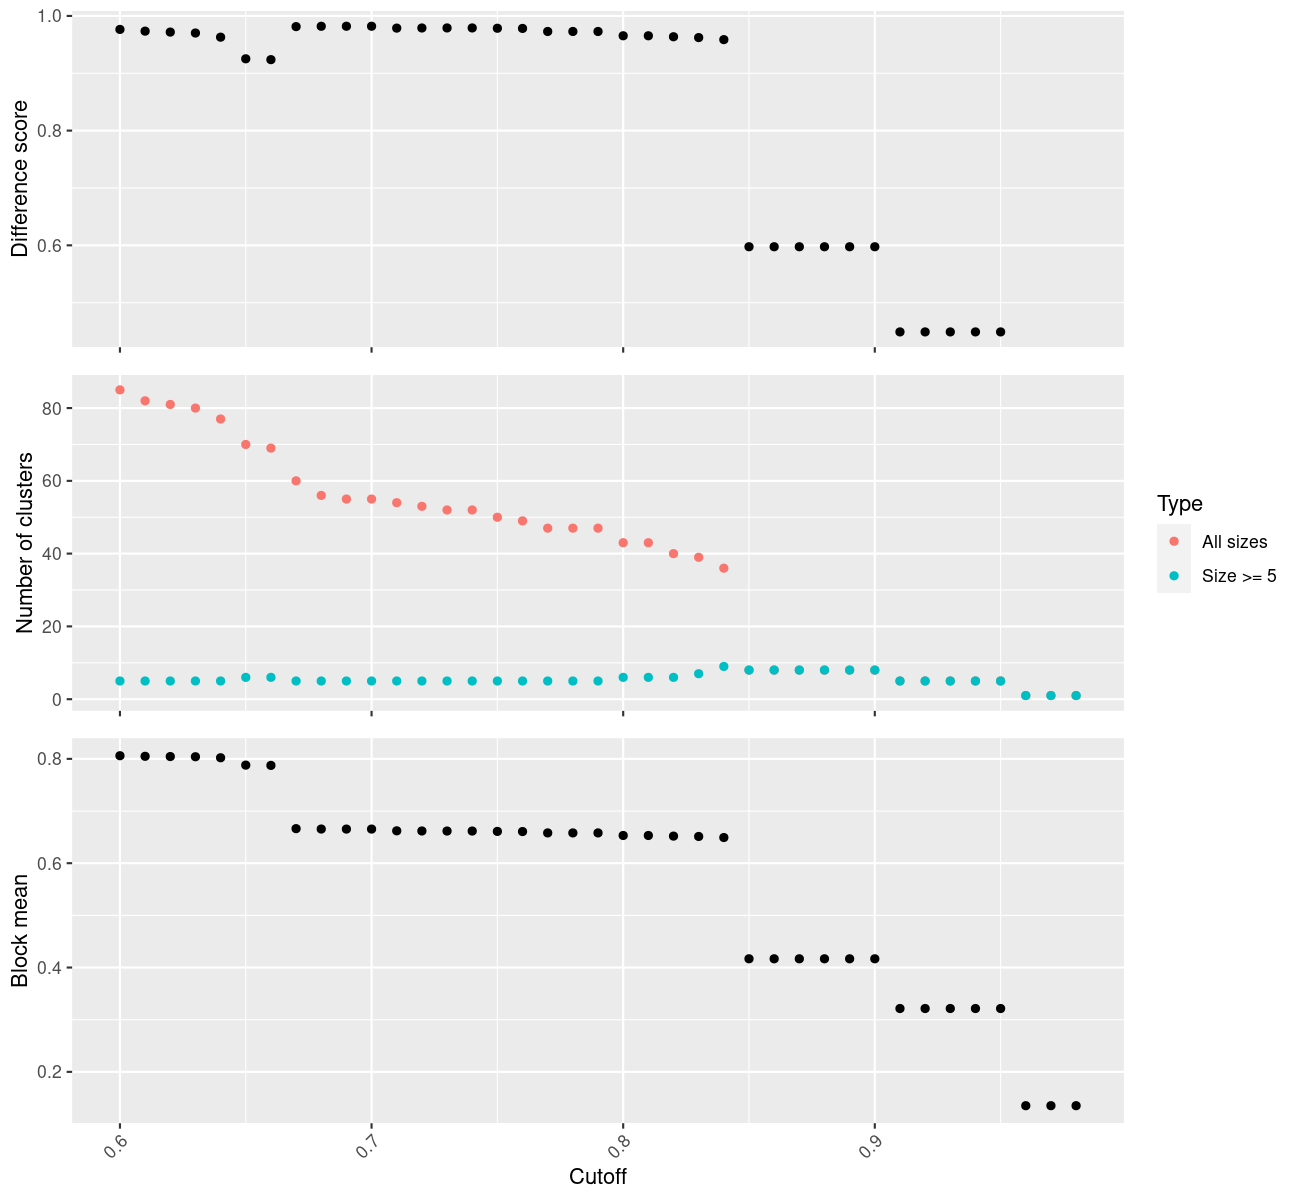 1.0
0.8
0.6
Difference score
80
60
40
20
0
Number of clusters
Type
All sizes
Size >= 5
0.8
0.6
0.4
0.2
Block mean
0.6
0.7
0.8
0.9
Cutoff